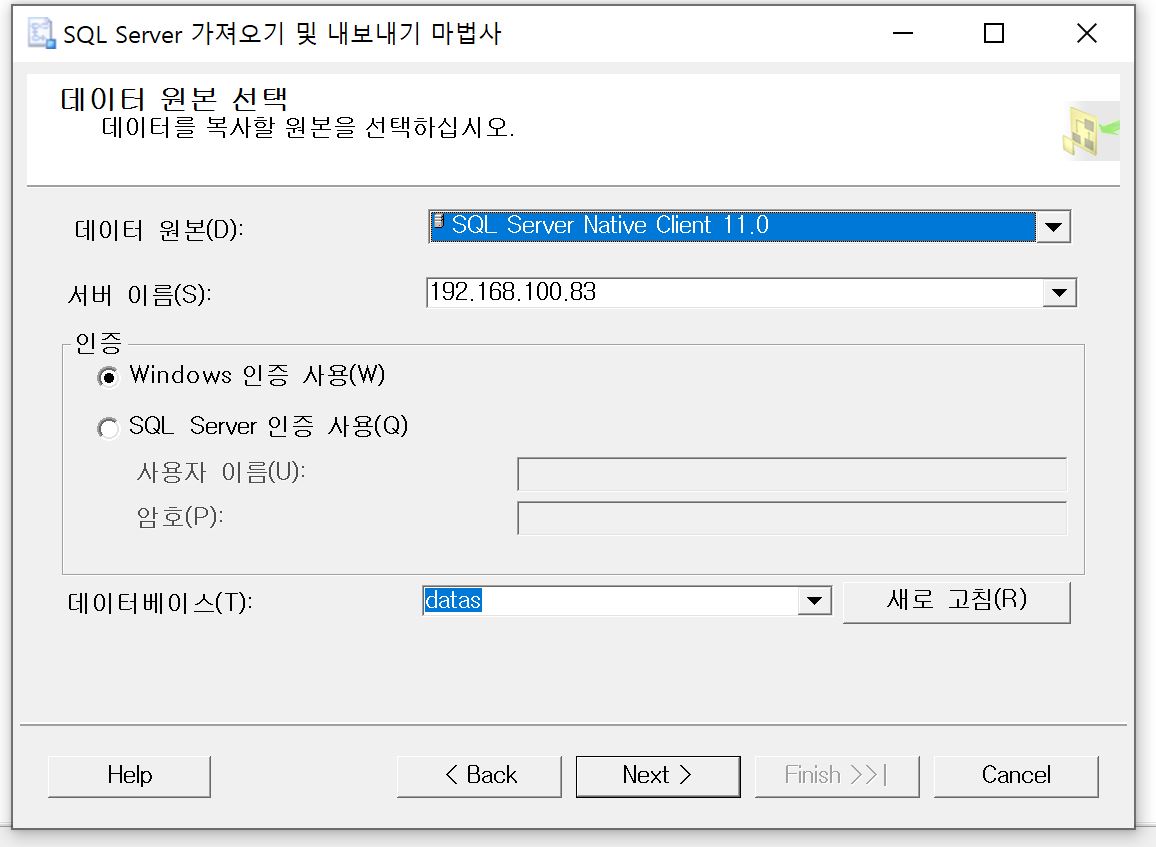 SQL Server 가져오기 및 내보내기 마법사
데이터 원본 선택
데이터를 복사할 원본을 선택하십시오.
데이터 원본(D): SQL Server Native Client 11.0
서버 이름(S): 192.168.100.83
인증
Windows 인증 사용(W)
SQL Server 인증 사용(Q)
사용자 이름(U):
암호(P):
데이터베이스(T): datas 새로 고침(R)
Help < Back Next > Finish >>| Cancel